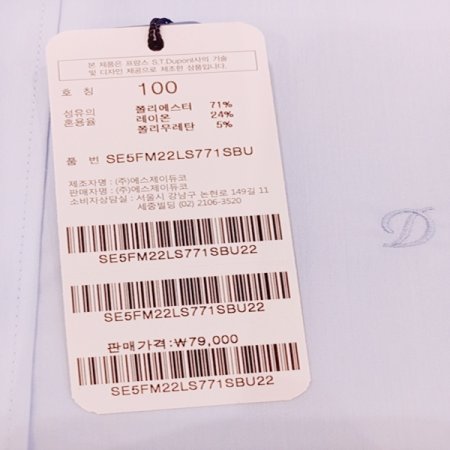 본 제품은 프랑스 S.T.Dupont사의 기술
및 디자인 제공으로 제조한 상품입니다.
호 칭 100
섬유의 혼용율 폴리에스터 71%
레이온 24%
폴리우레탄 5%
품 번 SE5FM22LS771SBU
제조자명 : (주)에스제이듀코
판매자명 : (주)에스제이듀코
소비자상담실 : 서울시 강남구 논현로 149길 11
세중빌딩 (02) 2106-3520
SE5FM22LS771SBU22
SE5FM22LS771SBU22
판매가격:₩79,000
SE5FM22LS771SBU22
D